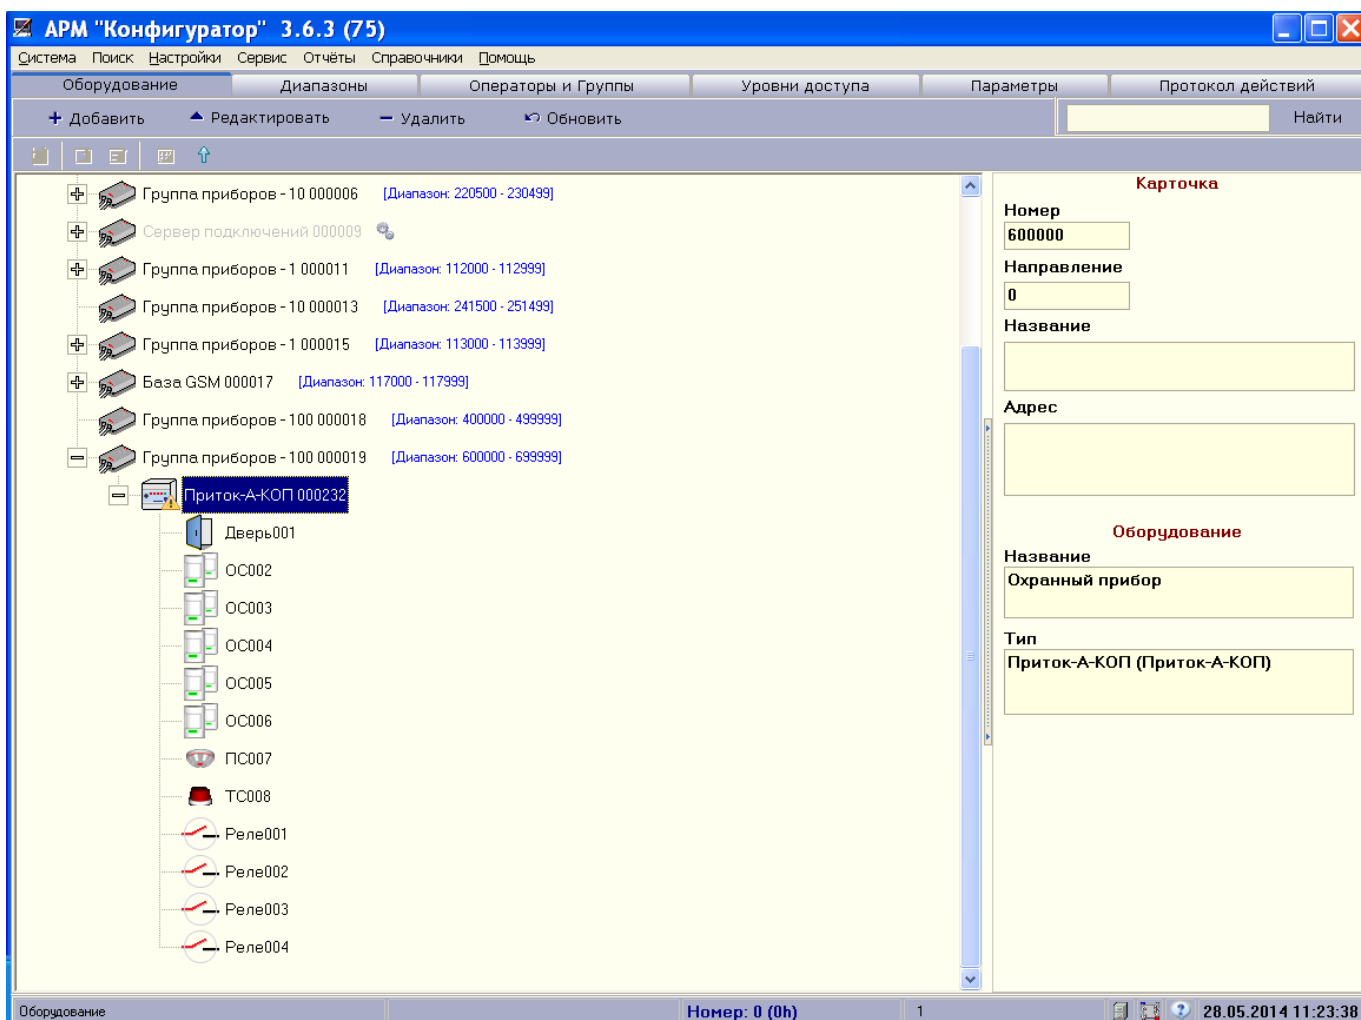 АРМ "Конфигуратор" 3.6.3 (75)
Система Поиск Настройки Сервис Отчёты Справочники Помощь
Оборудование Диапазоны Операторы и Группы Уровни доступа Параметры Протокол действий
Добавить Редактировать Удалить Обновить Найти
Группа приборов - 10 000006 [Диапазон: 220500 - 230499]
Сервер подключений 000009
Группа приборов - 1 000011 [Диапазон: 112000 - 112999]
Группа приборов - 10 000013 [Диапазон: 241500 - 251499]
Группа приборов - 1 000015 [Диапазон: 113000 - 113999]
База GSM 000017 [Диапазон: 117000 - 117999]
Группа приборов - 100 000018 [Диапазон: 400000 - 499999]
Группа приборов - 100 000019 [Диапазон: 600000 - 699999]
Приток-А-КОП 000232
Дверь001
ОС002
ОС003
ОС004
ОС005
ОС006
ПС007
ТС008
Реле001
Реле002
Реле003
Реле004
Карточка
Номер
600000
Направление
0
Название
Адрес
Оборудование
Название
Охранный прибор
Тип
Приток-А-КОП (Приток-А-КОП)
Оборудование Номер: 0 (0h) 1 28.05.2014 11:23:38